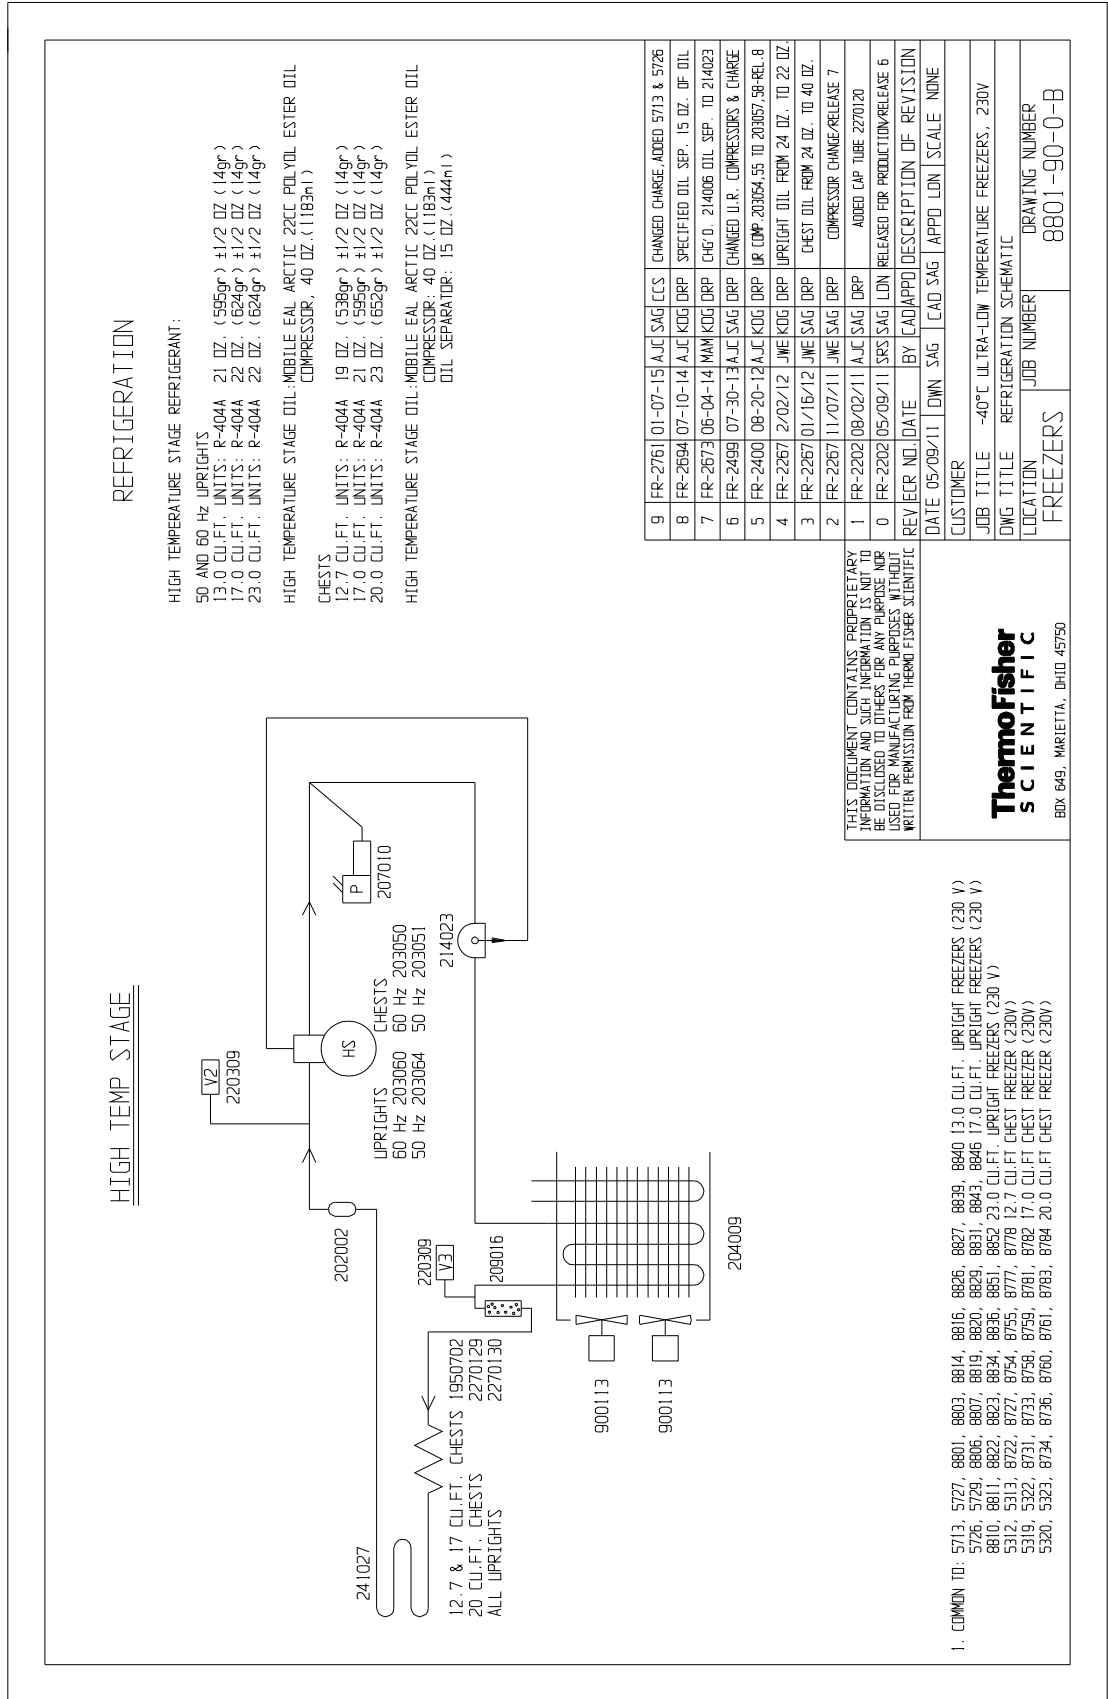 HIGH TEMP STAGE
REFRIGERATION
HIGH TEMPERATURE STAGE REFRIGERANT:
50 AND 60 Hz UPRIGHTS
13.0 CU.FT. UNITS: R-404A 21 OZ. (595gr) ±1/2 OZ (14gr)
17.0 CU.FT. UNITS: R-404A 22 OZ. (624gr) ±1/2 OZ (14gr)
23.0 CU.FT. UNITS: R-404A 22 OZ. (624gr) ±1/2 OZ (14gr)
HIGH TEMPERATURE STAGE OIL:MOBILE EAL ARCTIC 22CC POLYOL ESTER OIL
COMPRESSOR, 40 OZ.(1183ml)
CHESTS
12.7 CU.FT. UNITS: R-404A 19 OZ. (538gr) ±1/2 OZ (14gr)
17.0 CU.FT. UNITS: R-404A 21 OZ. (595gr) ±1/2 OZ (14gr)
20.0 CU.FT. UNITS: R-404A 23 OZ. (652gr) ±1/2 OZ (14gr)
HIGH TEMPERATURE STAGE OIL:MOBILE EAL ARCTIC 22CC POLYOL ESTER OIL
COMPRESSOR: 40 OZ.(1183ml)
OIL SEPARATOR: 15 OZ.(444ml)
V2
220309
HS
P
207010
UPRIGHTS CHESTS
60 Hz 203060 60 Hz 203050
50 Hz 203064 50 Hz 203051
214023
202002
241027
220309
V3
209016
12.7 & 17 CU.FT. CHESTS 1950702
20 CU.FT. CHESTS 2270129
ALL UPRIGHTS 2270130
900113
900113
204009
1. COMMON TO: 5713, 5727, 8801, 8803, 8814, 8816, 8826, 8827, 8839, 8840 13.0 CU.FT. UPRIGHT FREEZERS (230 V)
5726, 5729, 8806, 8807, 8819, 8820, 8829, 8831, 8843, 8846 17.0 CU.FT. UPRIGHT FREEZERS (230 V)
8810, 8811, 8822, 8823, 8834, 8836, 8851, 8852 23.0 CU.FT. UPRIGHT FREEZERS (230 V)
5312, 5313, 8722, 8727, 8754, 8755, 8777, 8778 12.7 CU.FT CHEST FREEZER (230V)
5319, 5322, 8731, 8733, 8758, 8759, 8781, 8782 17.0 CU.FT CHEST FREEZER (230V)
5320, 5323, 8734, 8736, 8760, 8761, 8783, 8784 20.0 CU.FT CHEST FREEZER (230V)
THIS DOCUMENT CONTAINS PROPRIETARY
INFORMATION AND SUCH INFORMATION IS NOT TO
BE DISCLOSED TO OTHERS FOR ANY PURPOSE NOR
USED FOR MANUFACTURING PURPOSES WITHOUT
WRITTEN PERMISSION FROM THERMO FISHER SCIENTIFIC
ThermoFisher
SCIENTIFIC
BOX 649, MARIETTA, OHIO 45750
9 FR-2761 01-07-15 AJC SAG CCS CHANGED CHARGE,ADDED 5713 & 5726
8 FR-2694 07-10-14 AJC KDG DRP SPECIFIED OIL SEP. 15 OZ. OF OIL
7 FR-2673 06-04-14 MAM KDG DRP CHG'D. 214006 OIL SEP. TO 214023
6 FR-2499 07-30-13 AJC SAG DRP CHANGED U.R. COMPRESSORS & CHARGE
5 FR-2400 08-20-12 AJC KDG DRP UR COMP.203054,55 TO 203057,58-REL.8
4 FR-2267 2/02/12 JWE KDG DRP UPRIGHT OIL FROM 24 OZ. TO 22 OZ.
3 FR-2267 01/16/12 JWE SAG DRP CHEST OIL FROM 24 OZ. TO 40 OZ.
2 FR-2267 11/07/11 JWE SAG DRP COMPRESSOR CHANGE/RELEASE 7
1 FR-2202 08/02/11 AJC SAG DRP ADDED CAP TUBE 2270120
0 FR-2202 05/09/11 SRS SAG LDN RELEASED FOR PRODUCTION/RELEASE 6
REV ECR NO. DATE BY CAD APPD DESCRIPTION OF REVISION
DATE 05/09/11 DWN SAG CAD SAG APPD LDN SCALE NONE
CUSTOMER
JOB TITLE -40°C ULTRA-LOW TEMPERATURE FREEZERS, 230V
DWG TITLE REFRIGERATION SCHEMATIC
LOCATION JOB NUMBER DRAWING NUMBER
FREEZERS 8801-90-0-B